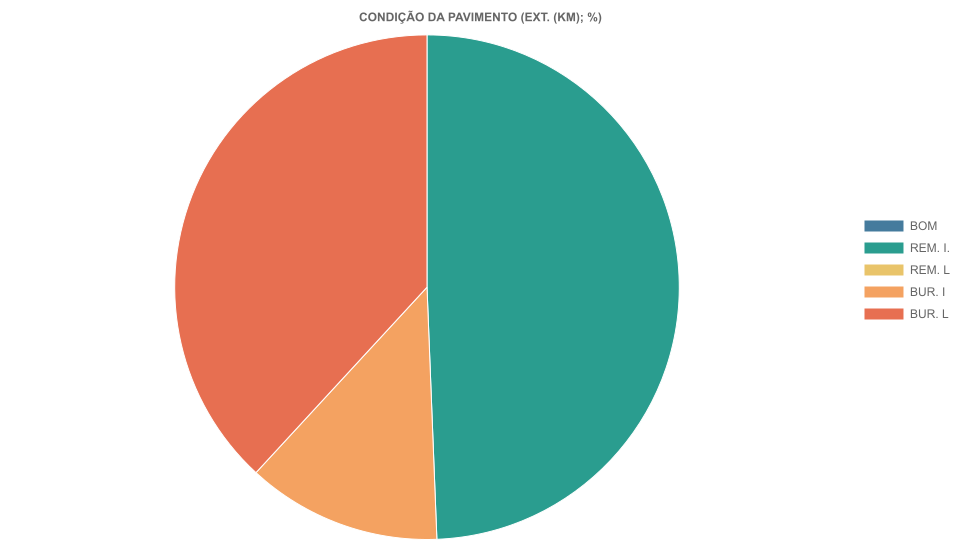 CONDIÇÃO DA PAVIMENTO (EXT. (KM); %)
BOM
REM. I.
REM. L
BUR. I
BUR. L